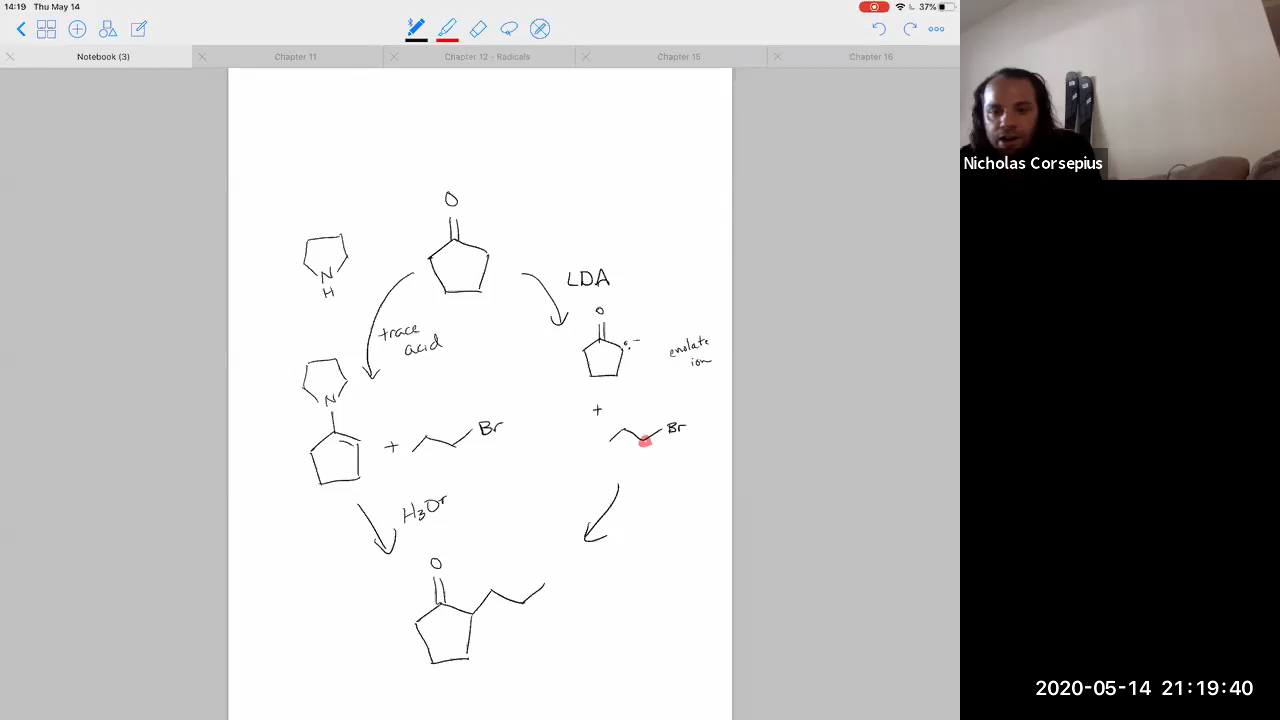 14:19 Thu May 14
37%
Notebook (3)
Chapter 11
Chapter 12 - Radicals
Chapter 15
Chapter 16
Nicholas Corsepius
O
N
H
LDA
trace
acid
O
:-
enolate
ion
N
+
Br
+
Br
H3O+
O
2020-05-14 21:19:40